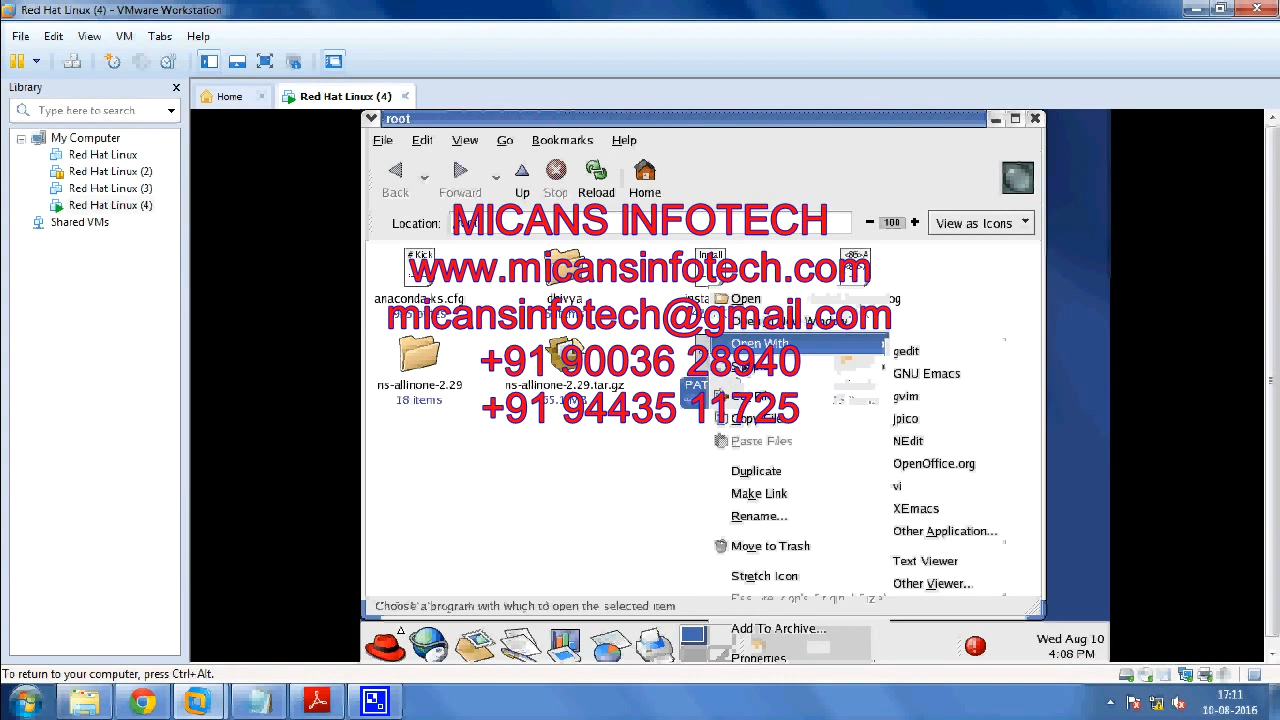 Red Hat Linux (4) - VMware Workstation
File Edit View VM Tabs Help
Library
Type here to search
Home
Red Hat Linux (4)
My Computer
Red Hat Linux
Red Hat Linux (2)
Red Hat Linux (3)
Red Hat Linux (4)
Shared VMs
root
File Edit View Go Bookmarks Help
Back Forward Up Stop Reload Home
Location:
100
View as Icons
MICANS INFOTECH
www.micansinfotech.com
micansinfotech@gmail.com
+91 90036 28940
+91 94435 11725
# Kick
Install
anaconda-ks.cfg
dhivya
ns-allinone-2.29
18 items
ns-allinone-2.29.tar.gz
PAT
Open
Open With
Paste Files
Duplicate
Make Link
Rename...
Move to Trash
Stretch Icon
Add To Archive...
Properties
gedit
GNU Emacs
gvim
jpico
NEdit
OpenOffice.org
vi
XEmacs
Other Application...
Text Viewer
Other Viewer...
Choose a program with which to open the selected item
Wed Aug 10
4:08 PM
To return to your computer, press Ctrl+Alt.
17:11
10-08-2016